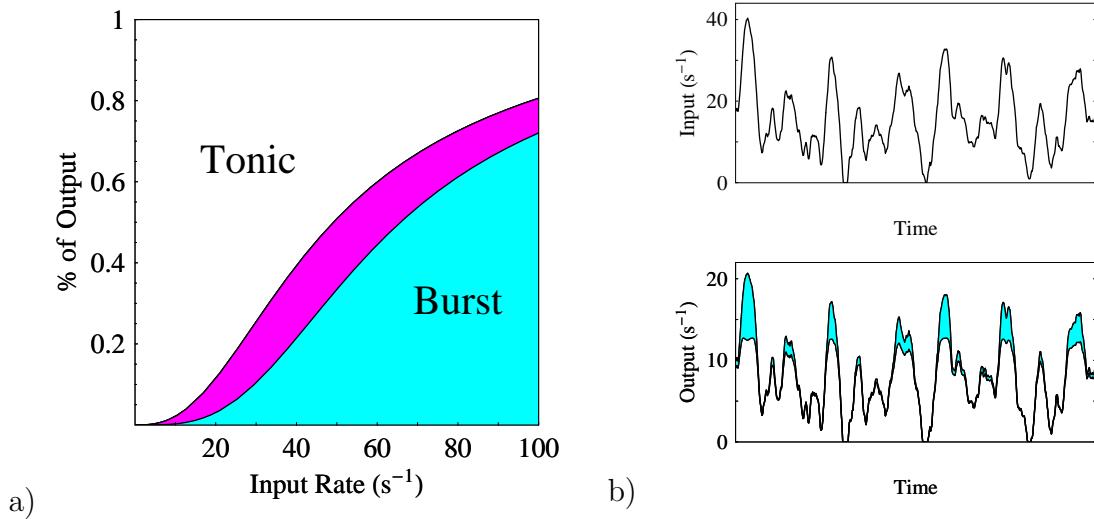 1
0.8
0.6
0.4
0.2
% of Output
Tonic
Burst
20 40 60 80 100
Input Rate (s⁻¹)
a)
40
20
0
Input (s⁻¹)
Time
20
10
0
Output (s⁻¹)
Time
b)